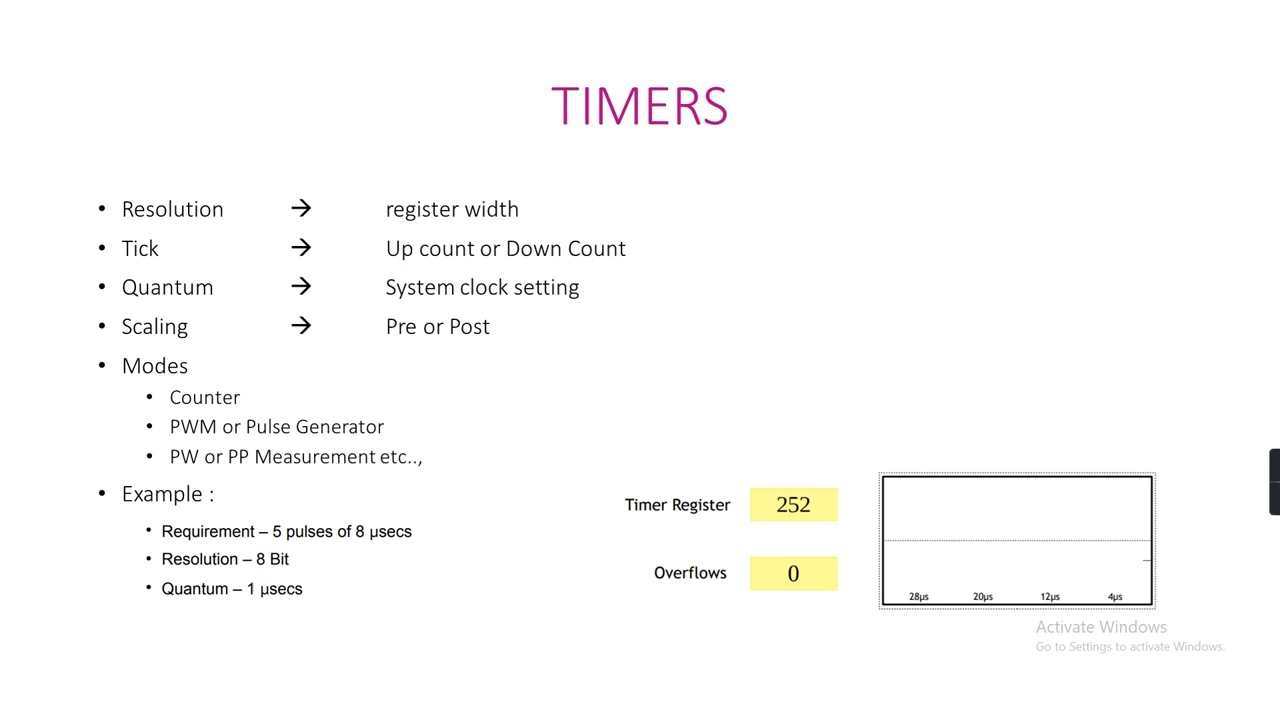 TIMERS
• Resolution → register width
• Tick → Up count or Down Count
• Quantum → System clock setting
• Scaling → Pre or Post
• Modes
• Counter
• PWM or Pulse Generator
• PW or PP Measurement etc..,
• Example :
• Requirement – 5 pulses of 8 µsecs
• Resolution – 8 Bit
• Quantum – 1 µsecs
Timer Register 252
Overflows 0
28µs 20µs 12µs 4µs
Activate Windows
Go to Settings to activate Windows.